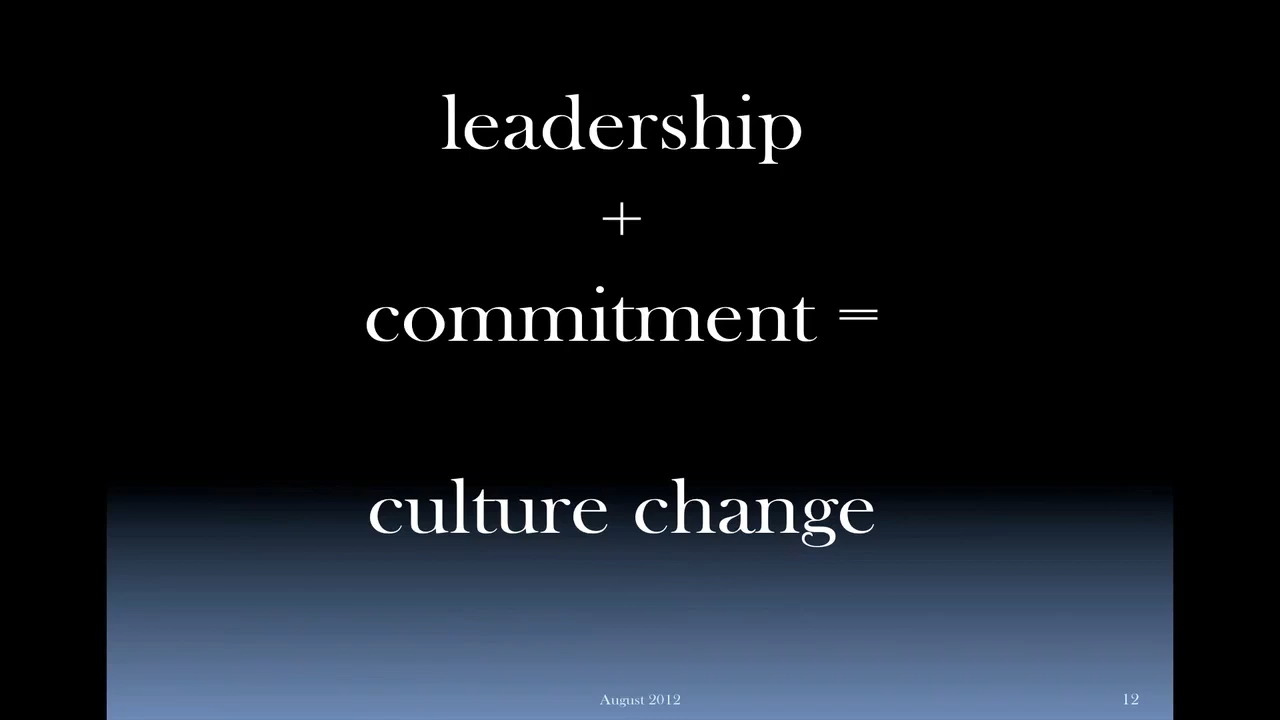 leadership
+
commitment =
culture change
August 2012
12